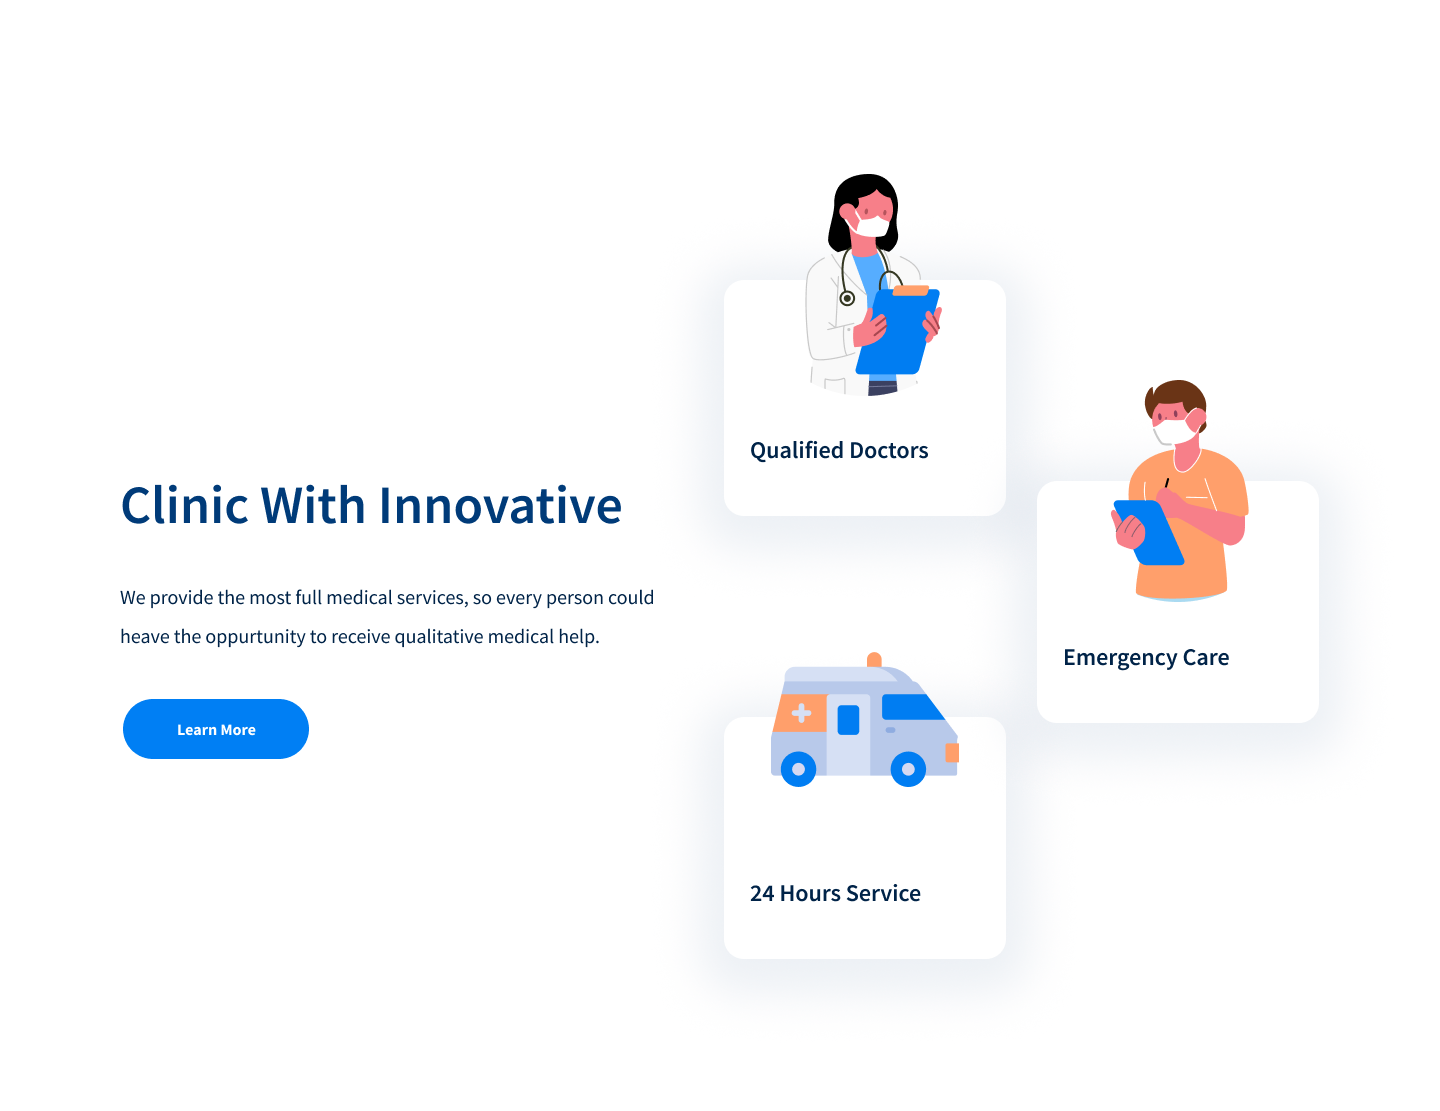 Clinic With Innovative
We provide the most full medical services, so every person could
heave the oppurtunity to receive qualitative medical help.
Learn More
Qualified Doctors
Emergency Care
24 Hours Service